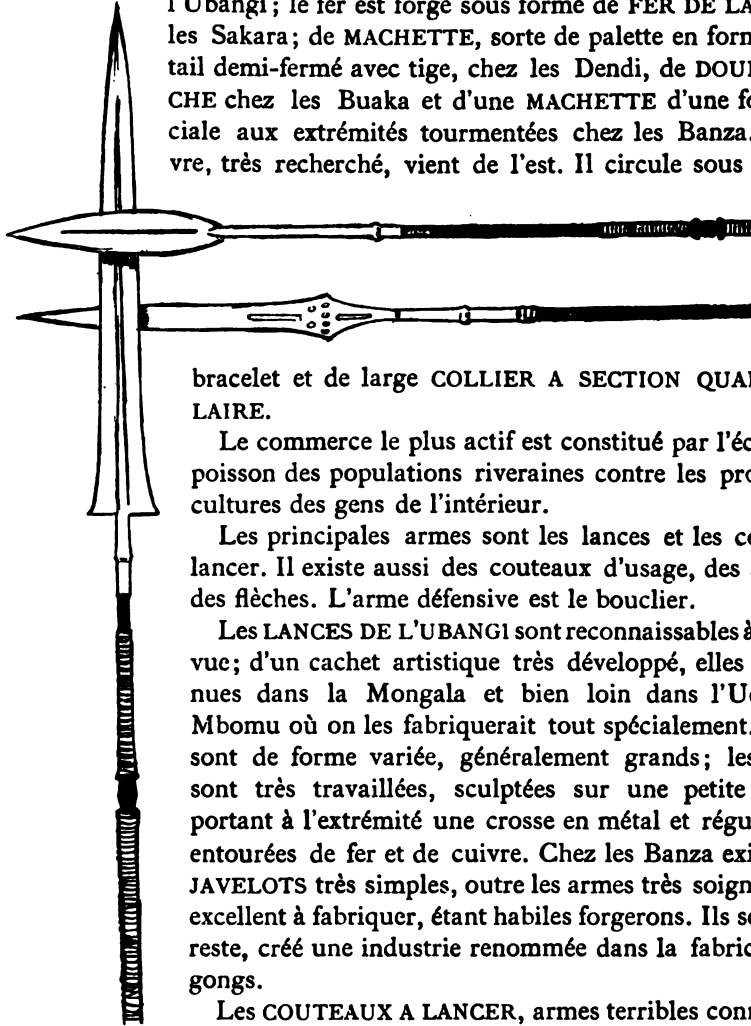 l'Ubangi ; le fer est forgé sous forme de FER DE LA
les Sakara ; de MACHETTE, sorte de palette en forn
tail demi-fermé avec tige, chez les Dendi, de DOUI
CHE chez les Buaka et d'une MACHETTE d'une fo
ciale aux extrémités tourmentées chez les Banza.
vre, très recherché, vient de l'est. Il circule sous
bracelet et de large COLLIER A SECTION QUAI
LAIRE.
Le commerce le plus actif est constitué par l'éc
poisson des populations riveraines contre les pro
cultures des gens de l'intérieur.
Les principales armes sont les lances et les co
lancer. Il existe aussi des couteaux d'usage, des
des flèches. L'arme défensive est le bouclier.
Les LANCES DE L'UBANGI sont reconnaissables à
vue ; d'un cachet artistique très développé, elles
nues dans la Mongala et bien loin dans l'Ue
Mbomu où on les fabriquerait tout spécialement.
sont de forme variée, généralement grands ; les
sont très travaillées, sculptées sur une petite
portant à l'extrémité une crosse en métal et régu
entourées de fer et de cuivre. Chez les Banza exi
JAVELOTS très simples, outre les armes très soign
excellent à fabriquer, étant habiles forgerons. Ils so
reste, créé une industrie renommée dans la fabric
gongs.
Les COUTEAUX A LANCER, armes terribles conn